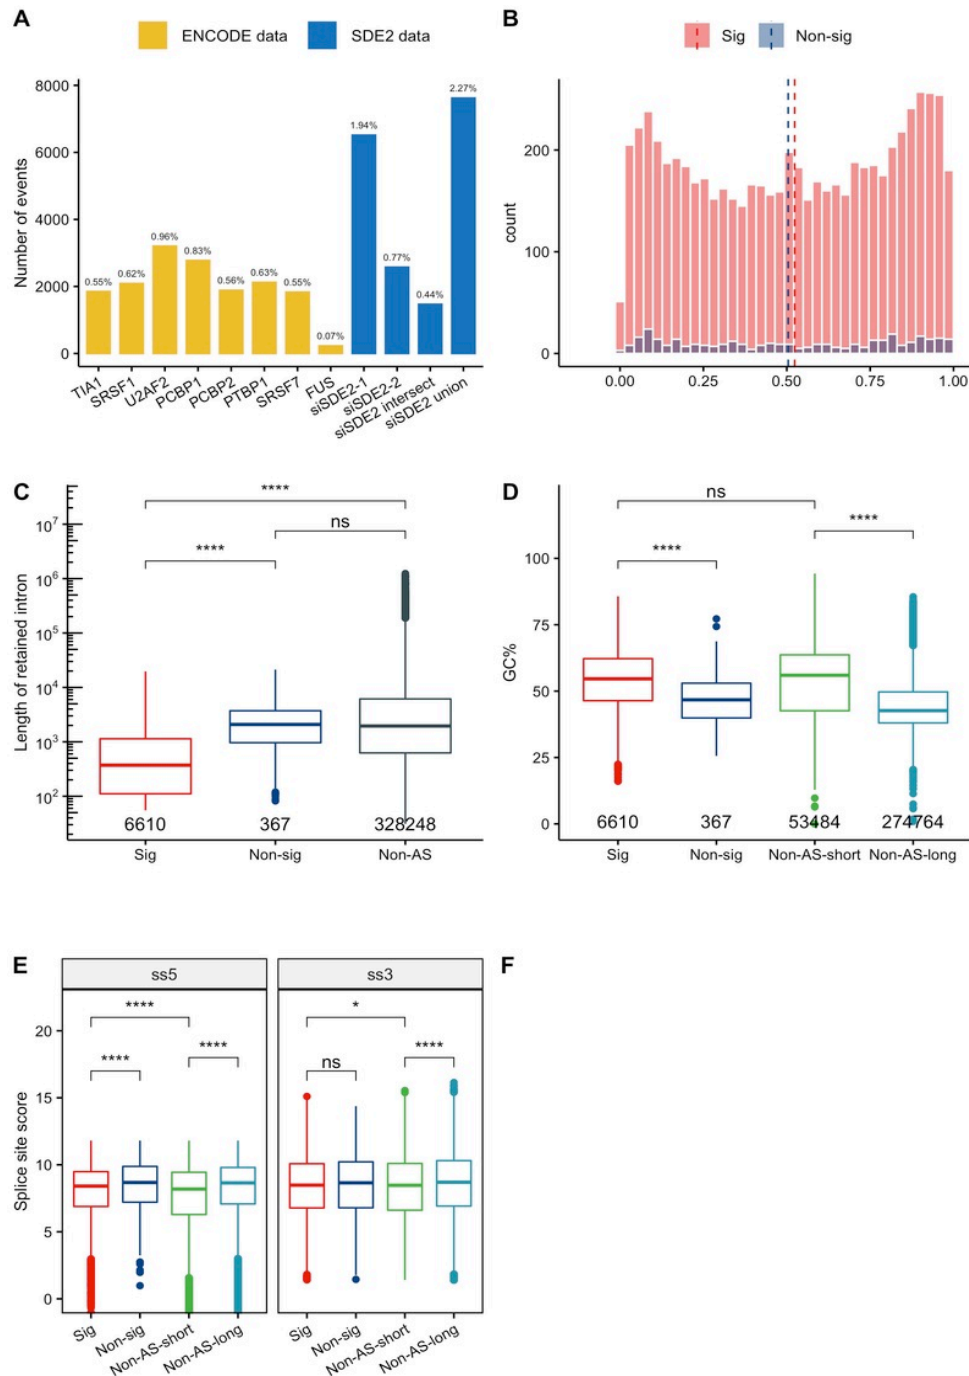 A
ENCODE data
SDE2 data
Number of events
8000
6000
4000
2000
0
0.55%
0.62%
0.96%
0.83%
0.56%
0.63%
0.55%
0.07%
1.94%
0.77%
0.44%
2.27%
TIA1
SRSF1
U2AF2
PCBP1
PCBP2
PTBP1
SRSF7
FUS
siSDE2-1
siSDE2-2
siSDE2 intersect
siSDE2 union
B
Sig
Non-sig
count
200
100
0
0.00
0.25
0.50
0.75
1.00
C
Length of retained intron
10⁷
10⁶
10⁵
10⁴
10³
10²
****
ns
****
6610
367
328248
Sig
Non-sig
Non-AS
D
GC%
100
75
50
25
0
ns
****
****
6610
367
53484
274764
Sig
Non-sig
Non-AS-short
Non-AS-long
E
Splice site score
20
15
10
5
0
ss5
****
****
****
Sig
Non-sig
Non-AS-short
Non-AS-long
ss3
*
ns
****
Sig
Non-sig
Non-AS-short
Non-AS-long
F